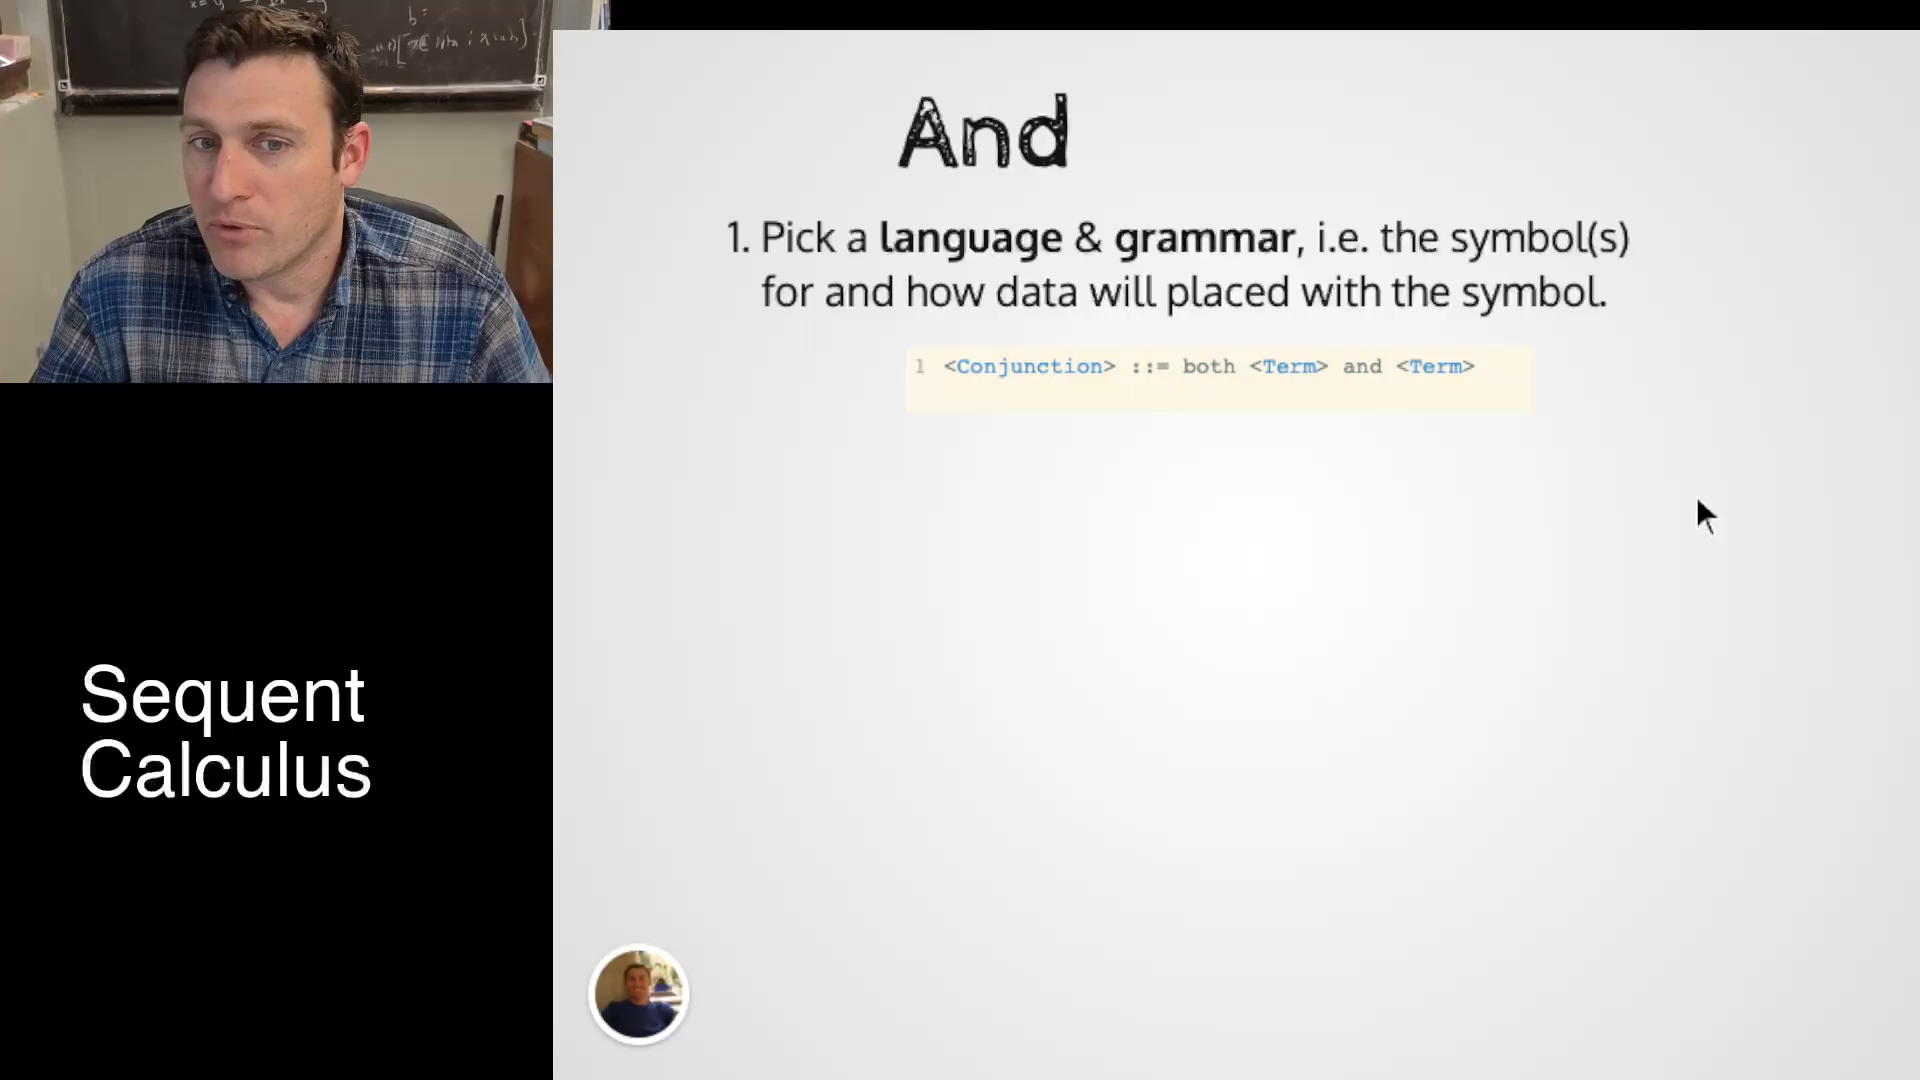 And
1. Pick a language & grammar, i.e. the symbol(s)
for and how data will placed with the symbol.
1 <Conjunction> ::= both <Term> and <Term>
Sequent
Calculus